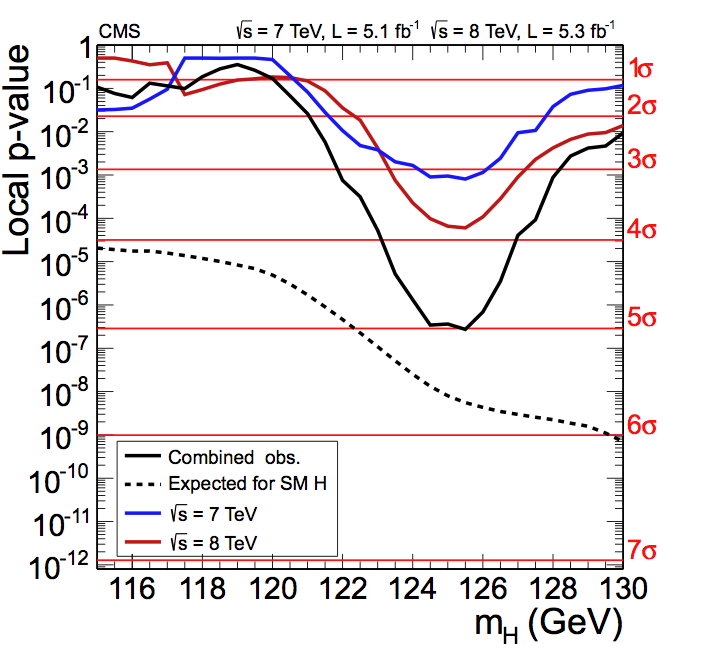 CMS √s = 7 TeV, L = 5.1 fb⁻¹ √s = 8 TeV, L = 5.3 fb⁻¹
Local p-value
1
10⁻¹
10⁻²
10⁻³
10⁻⁴
10⁻⁵
10⁻⁶
10⁻⁷
10⁻⁸
10⁻⁹
10⁻¹⁰
10⁻¹¹
10⁻¹²
1σ
2σ
3σ
4σ
5σ
6σ
7σ
Combined obs.
Expected for SM H
√s = 7 TeV
√s = 8 TeV
116 118 120 122 124 126 128 130
m_H (GeV)